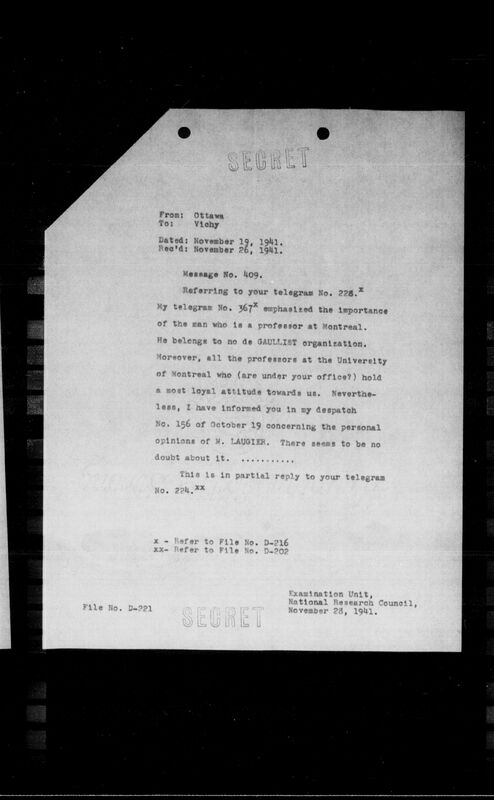 SECRET
From: Ottawa
To: Vichy
Dated: November 19, 1941.
Rec'd: November 26, 1941.
Message No. 409.
Referring to your telegram No. 228.x
My telegram No. 367x emphasized the importance
of the man who is a professor at Montreal.
He belongs to no de GAULLIST organization.
Moreover, all the professors at the University
of Montreal who (are under your office?) hold
a most loyal attitude towards us. Neverthe-
less, I have informed you in my despatch
No. 156 of October 19 concerning the personal
opinions of M. LAUGIER. There seems to be no
doubt about it. ...........
This is in partial reply to your telegram
No. 224.xx
x - Refer to File No. D-216
xx- Refer to File No. D-202
Examination Unit,
National Research Council,
November 28, 1941.
File No. D-221
SECRET